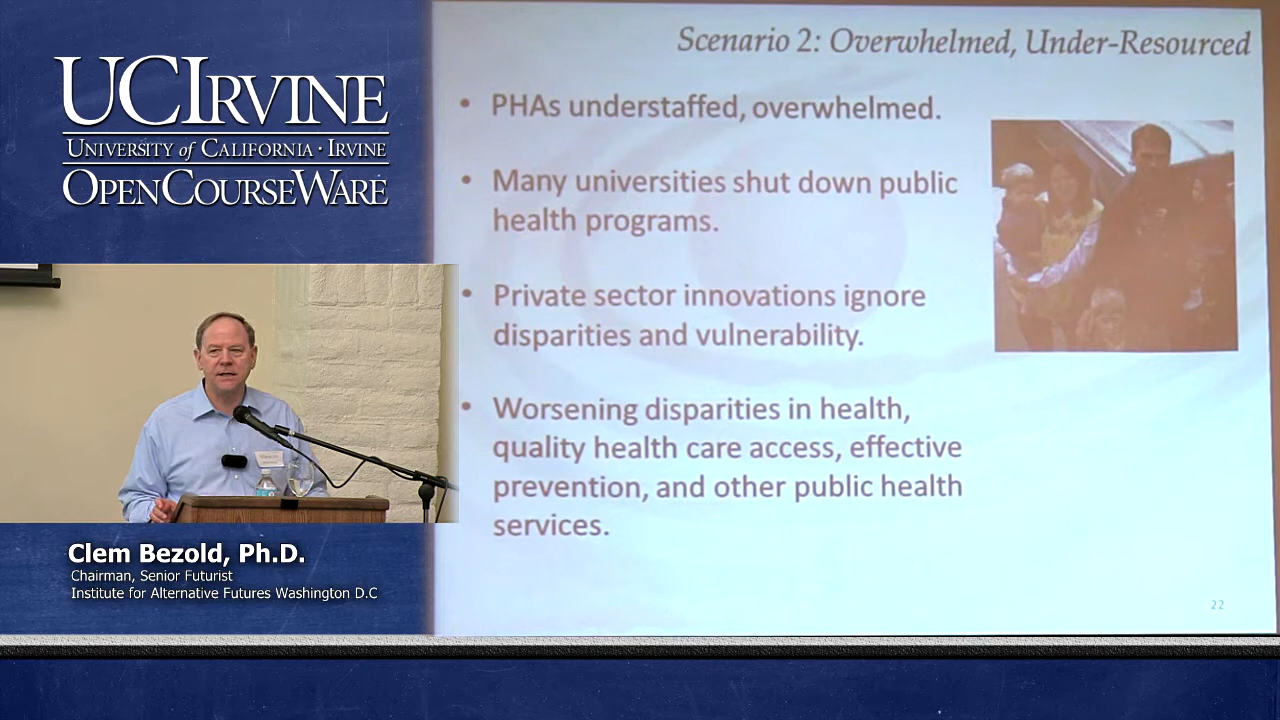 UCIRVINE
UNIVERSITY of CALIFORNIA · IRVINE
OPENCOURSEWARE
Clem Bezold, Ph.D.
Chairman, Senior Futurist
Institute for Alternative Futures Washington D.C
Scenario 2: Overwhelmed, Under-Resourced
• PHAs understaffed, overwhelmed.
• Many universities shut down public
health programs.
• Private sector innovations ignore
disparities and vulnerability.
• Worsening disparities in health,
quality health care access, effective
prevention, and other public health
services.
22